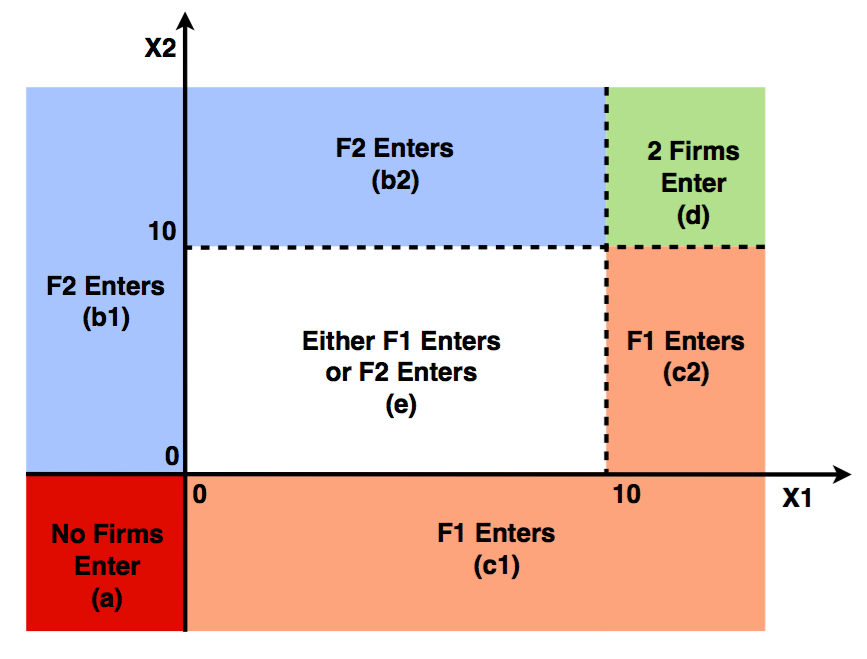 X2
F2 Enters
(b2)
2 Firms
Enter
(d)
10
F2 Enters
(b1)
Either F1 Enters
or F2 Enters
(e)
F1 Enters
(c2)
0
0
10
X1
No Firms
Enter
(a)
F1 Enters
(c1)